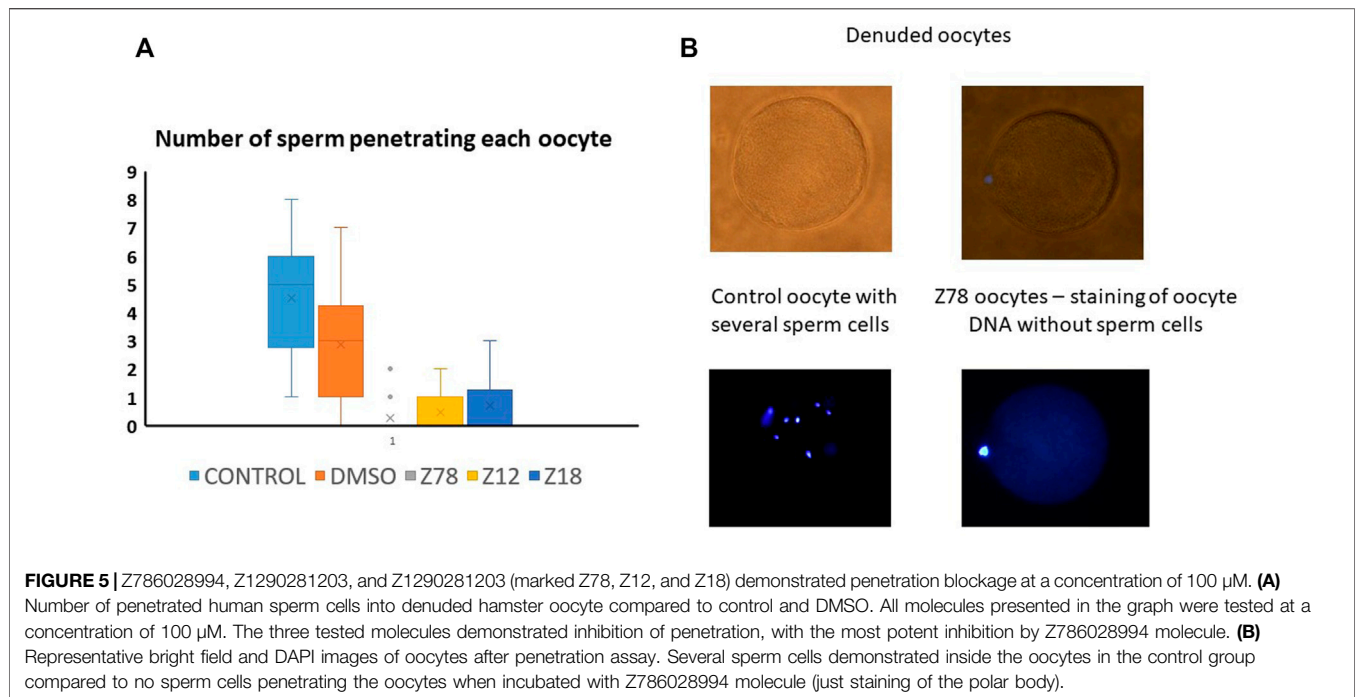 A
Number of sperm penetrating each oocyte
9
8
7
6
5
4
3
2
1
0
1
CONTROL DMSO Z78 Z12 Z18
B
Denuded oocytes
Control oocyte with
several sperm cells
Z78 oocytes – staining of oocyte
DNA without sperm cells
FIGURE 5 | Z786028994, Z1290281203, and Z1290281203 (marked Z78, Z12, and Z18) demonstrated penetration blockage at a concentration of 100 µM. (A)
Number of penetrated human sperm cells into denuded hamster oocyte compared to control and DMSO. All molecules presented in the graph were tested at a
concentration of 100 µM. The three tested molecules demonstrated inhibition of penetration, with the most potent inhibition by Z786028994 molecule. (B)
Representative bright field and DAPI images of oocytes after penetration assay. Several sperm cells demonstrated inside the oocytes in the control group
compared to no sperm cells penetrating the oocytes when incubated with Z786028994 molecule (just staining of the polar body).